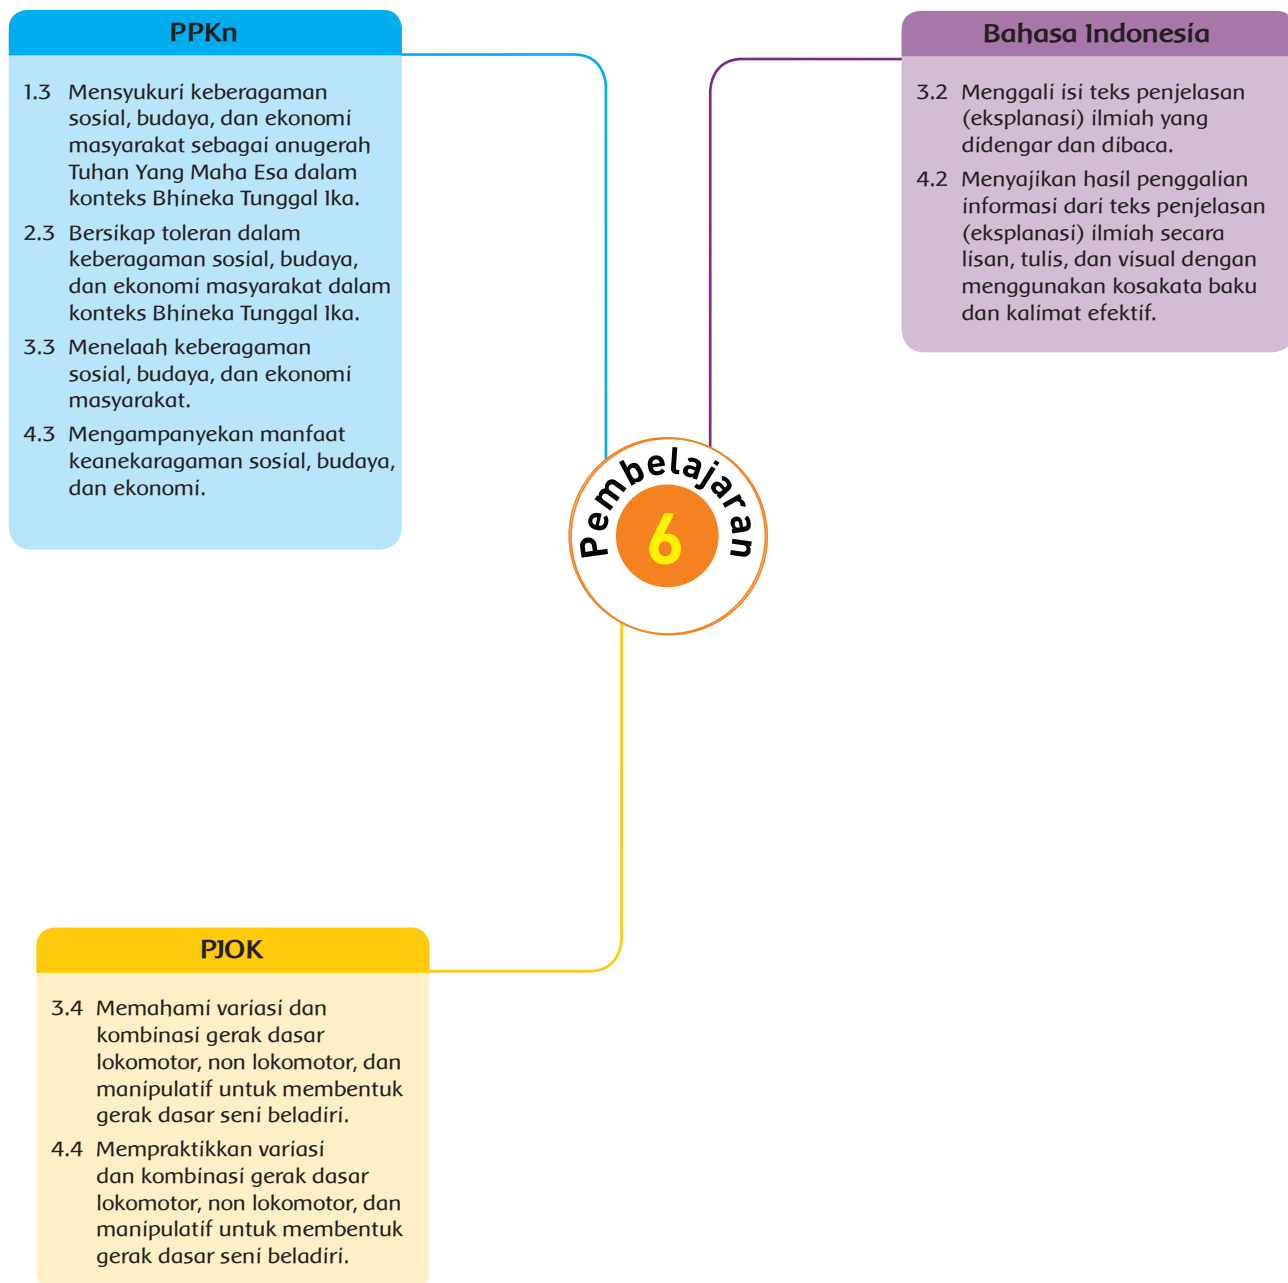 PPKn
1.3 Mensyukuri keberagaman
sosial, budaya, dan ekonomi
masyarakat sebagai anugerah
Tuhan Yang Maha Esa dalam
konteks Bhineka Tunggal Ika.
2.3 Bersikap toleran dalam
keberagaman sosial, budaya,
dan ekonomi masyarakat dalam
konteks Bhineka Tunggal Ika.
3.3 Menelaah keberagaman
sosial, budaya, dan ekonomi
masyarakat.
4.3 Mengampanyekan manfaat
keanekaragaman sosial, budaya,
dan ekonomi.
Bahasa Indonesia
3.2 Menggali isi teks penjelasan
(eksplanasi) ilmiah yang
didengar dan dibaca.
4.2 Menyajikan hasil penggalian
informasi dari teks penjelasan
(eksplanasi) ilmiah secara
lisan, tulis, dan visual dengan
menggunakan kosakata baku
dan kalimat efektif.
Pembelajaran
6
PJOK
3.4 Memahami variasi dan
kombinasi gerak dasar
lokomotor, non lokomotor, dan
manipulatif untuk membentuk
gerak dasar seni beladiri.
4.4 Mempraktikkan variasi
dan kombinasi gerak dasar
lokomotor, non lokomotor, dan
manipulatif untuk membentuk
gerak dasar seni beladiri.